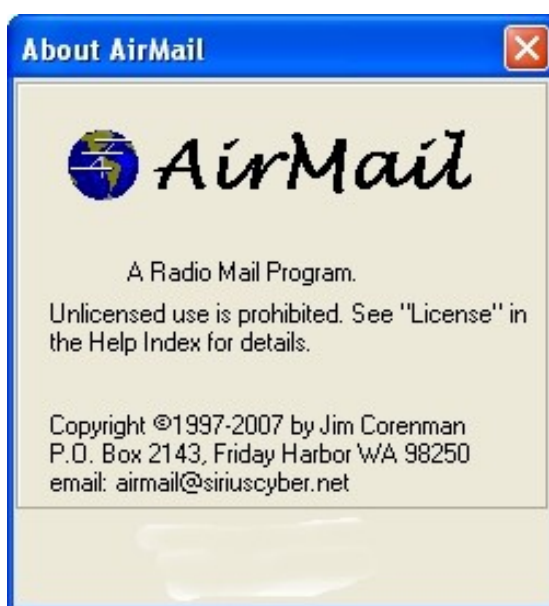 About AirMail
AirMail
A Radio Mail Program.
Unlicensed use is prohibited. See "License" in
the Help Index for details.
Copyright ©1997-2007 by Jim Corenman
P.O. Box 2143, Friday Harbor WA 98250
email: airmail@siriuscyber.net